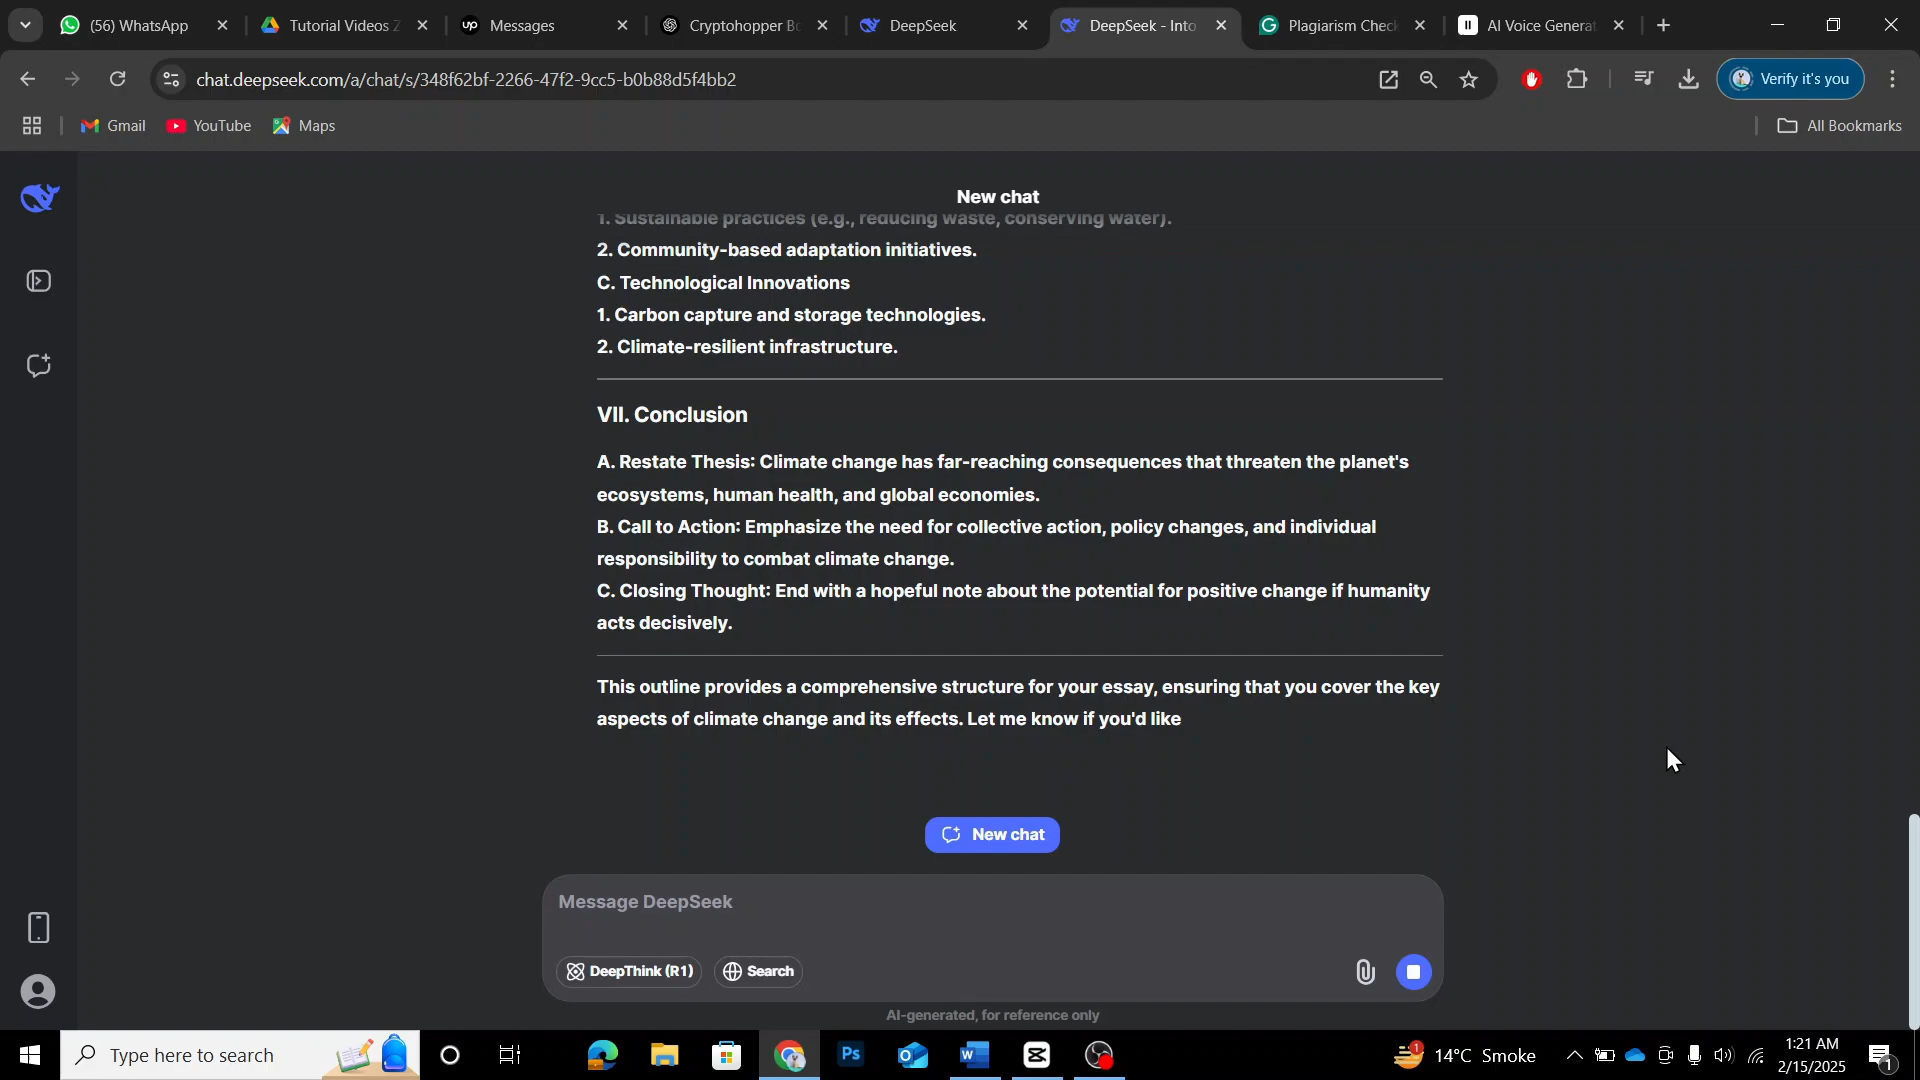 (56) WhatsApp
Tutorial Videos Z
Messages
Cryptohopper Be
DeepSeek
DeepSeek - Into
Plagiarism Check
AI Voice Generat
chat.deepseek.com/a/chat/s/348f62bf-2266-47f2-9cc5-b0b88d5f4bb2
Verify it's you
Gmail
YouTube
Maps
All Bookmarks
New chat
1. Sustainable practices (e.g., reducing waste, conserving water).
2. Community-based adaptation initiatives.
C. Technological Innovations
1. Carbon capture and storage technologies.
2. Climate-resilient infrastructure.
VII. Conclusion
A. Restate Thesis: Climate change has far-reaching consequences that threaten the planet's
ecosystems, human health, and global economies.
B. Call to Action: Emphasize the need for collective action, policy changes, and individual
responsibility to combat climate change.
C. Closing Thought: End with a hopeful note about the potential for positive change if humanity
acts decisively.
This outline provides a comprehensive structure for your essay, ensuring that you cover the key
aspects of climate change and its effects. Let me know if you'd like
New chat
Message DeepSeek
DeepThink (R1)
Search
AI-generated, for reference only
Type here to search
Ps
1
14°C Smoke
1:21 AM
2/15/2025
1